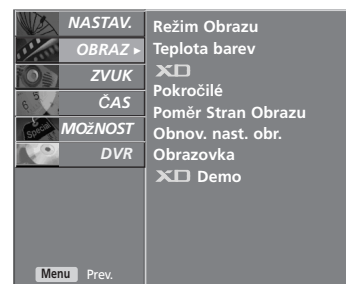 NASTAV.
OBRAZ ►
ZVUK
ČAS
MOžNOST
DVR
Menu Prev.
Režim Obrazu
Teplota barev
XD
Pokročilé
Poměr Stran Obrazu
Obnov. nast. obr.
Obrazovka
XD Demo